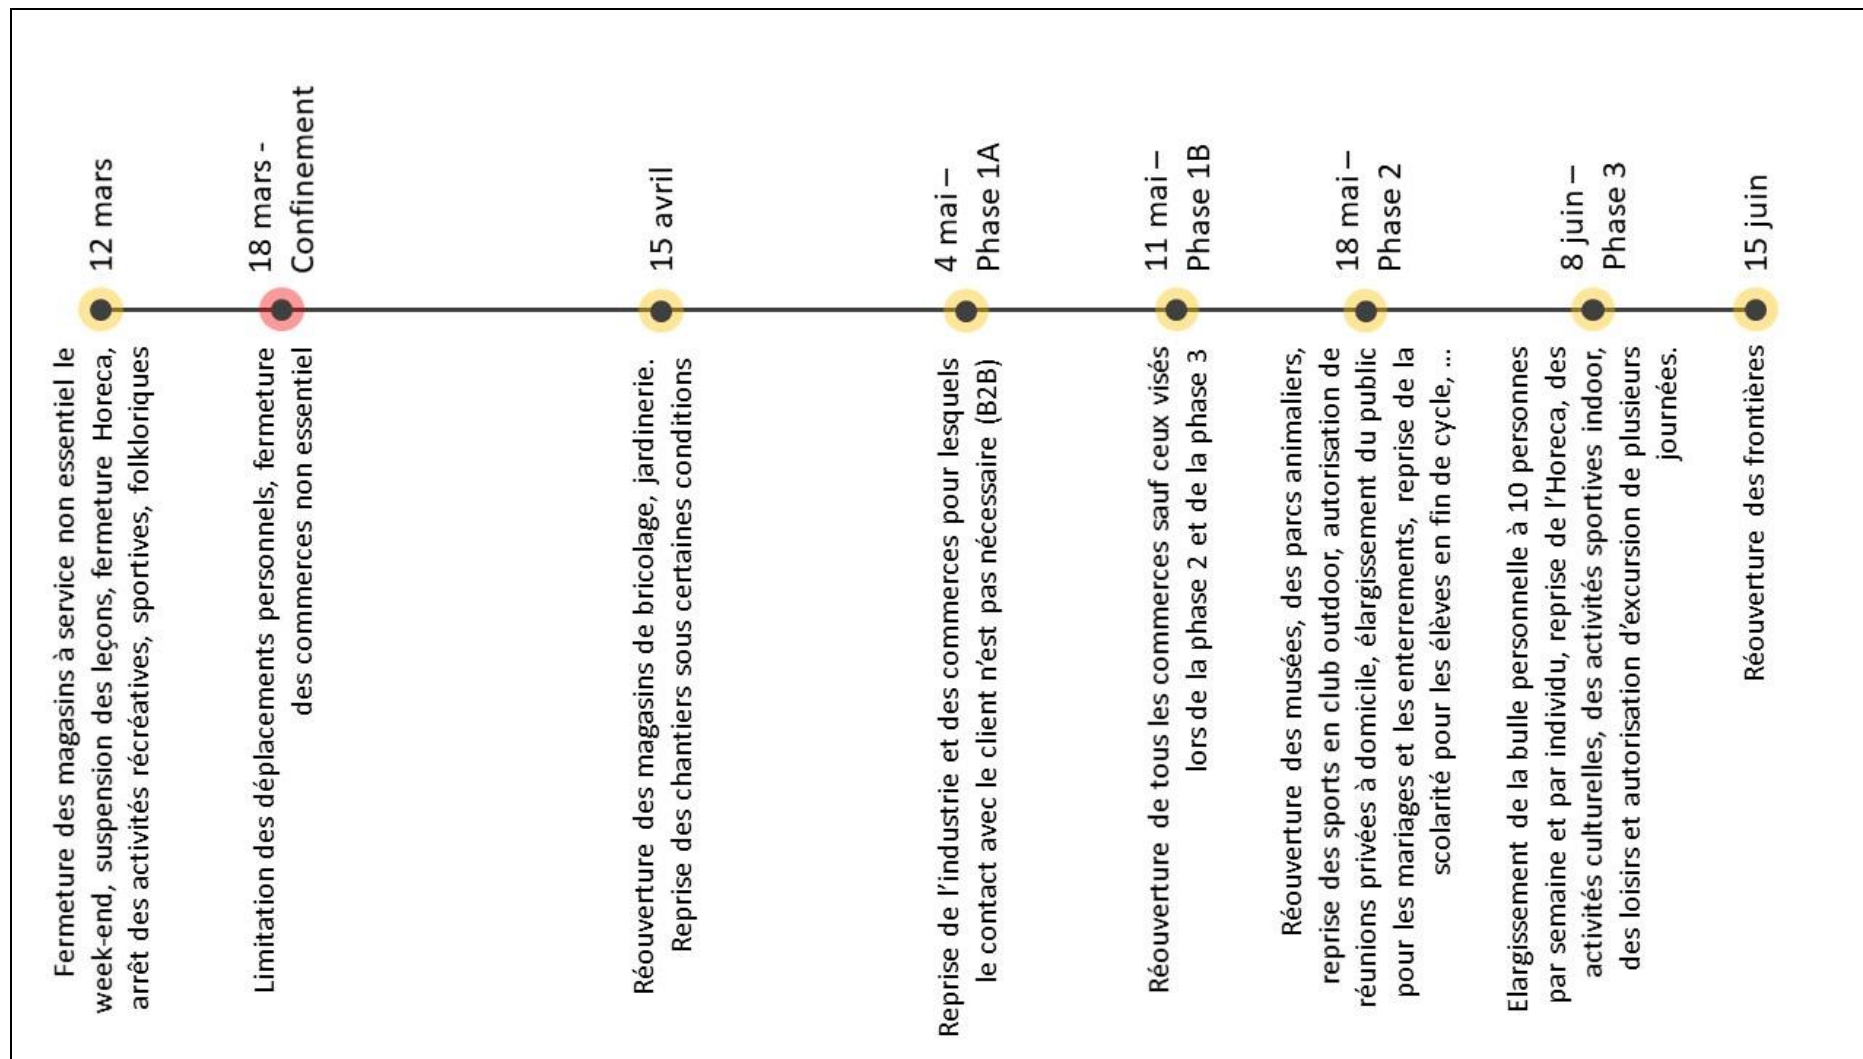 12 mars
Fermeture des magasins à service non essentiel le
week-end, suspension des leçons, fermeture Horeca,
arrêt des activités récréatives, sportives, folkloriques
18 mars -
Confinement
Limitation des déplacements personnels, fermeture
des commerces non essentiel
15 avril
Réouverture des magasins de bricolage, jardinerie.
Reprise des chantiers sous certaines conditions
4 mai –
Phase 1A
Reprise de l'industrie et des commerces pour lesquels
le contact avec le client n'est pas nécessaire (B2B)
11 mai –
Phase 1B
Réouverture de tous les commerces sauf ceux visés
lors de la phase 2 et de la phase 3
18 mai –
Phase 2
Réouverture des musées, des parcs animaliers,
reprise des sports en club outdoor, autorisation de
réunions privées à domicile, élargissement du public
pour les mariages et les enterrements, reprise de la
scolarité pour les élèves en fin de cycle, ...
8 juin –
Phase 3
Elargissement de la bulle personnelle à 10 personnes
par semaine et par individu, reprise de l'Horeca, des
activités culturelles, des activités sportives indoor,
des loisirs et autorisation d'excursion de plusieurs
journées.
15 juin
Réouverture des frontières